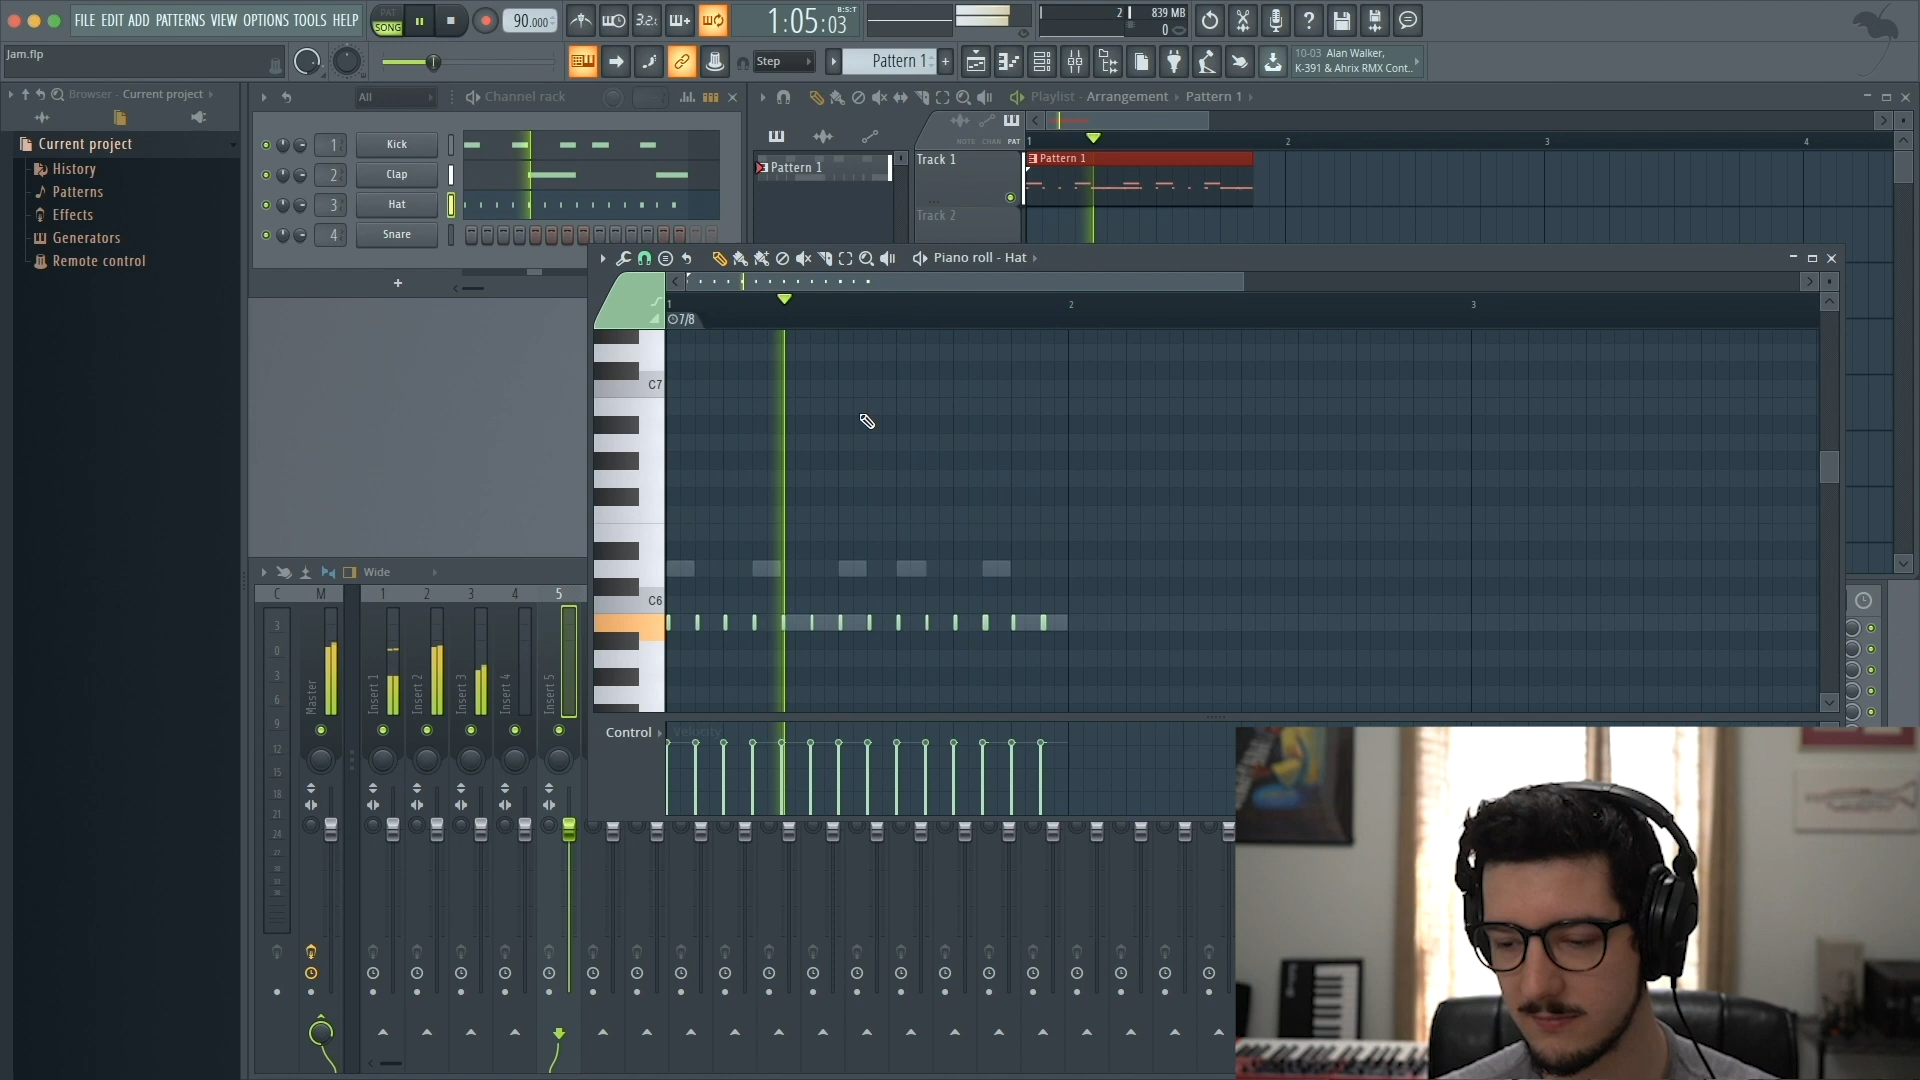 FILE EDIT ADD PATTERNS VIEW OPTIONS TOOLS HELP
PAT
SONG
90.000
3.2.
1:05:03
B:S:T
2
839 MB
0
Jam.flp
Step
Pattern 1
+
10-03 Alan Walker,
K-391 & Ahrix RMX Cont..
Browser - Current project
All
Channel rack
Playlist - Arrangement › Pattern 1 ›
Current project
History
Patterns
Effects
Generators
Remote control
1 Kick
2 Clap
3 Hat
4 Snare
+
Pattern 1
NOTE CHAN PAT
1 2 3 4
Track 1
Pattern 1
Track 2
Piano roll - Hat
1 2 3
7/8
C7
C6
Control
Velocity
Wide
C M 1 2 3 4 5
3
0
3
6
9
12
15
18
21
24
Master
Insert 1
Insert 2
Insert 3
Insert 4
Insert 5